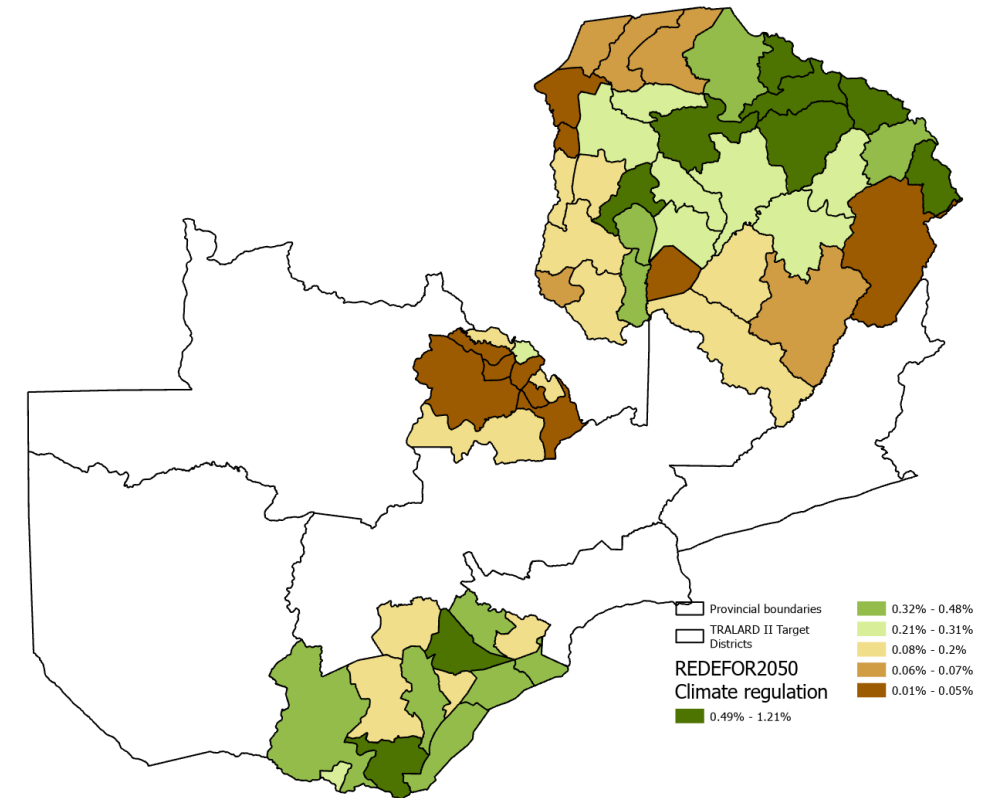 Provincial boundaries
TRALARD II Target
Districts
REDEFOR2050
Climate regulation
0.49% - 1.21%
0.32% - 0.48%
0.21% - 0.31%
0.08% - 0.2%
0.06% - 0.07%
0.01% - 0.05%